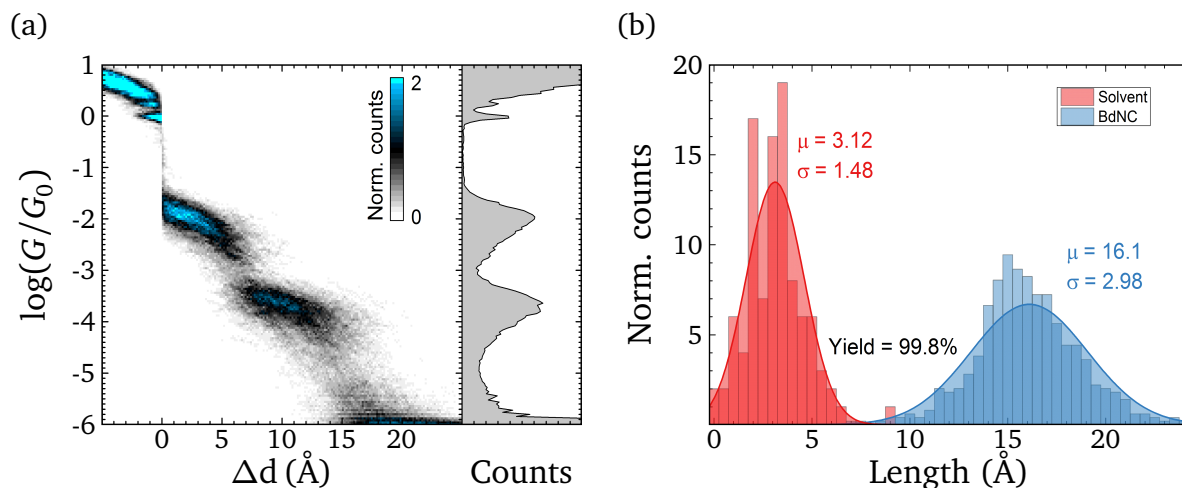 (a)
(b)
log(G/G₀)
1
0
-1
-2
-3
-4
-5
-6
2
0
Norm. counts
0
5
10
15
20
Δd (Å)
Counts
Norm. counts
20
15
10
5
Solvent
BdNC
μ = 3.12
σ = 1.48
μ = 16.1
σ = 2.98
Yield = 99.8%
0
5
10
15
20
Length (Å)